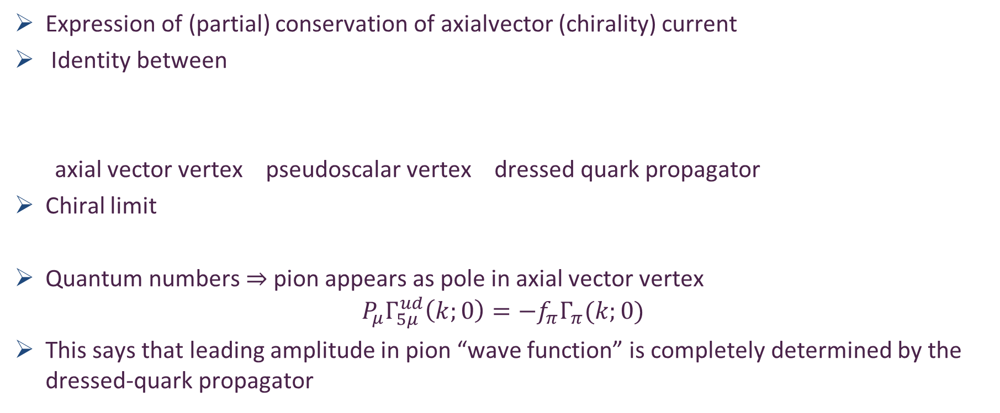 ➢ Expression of (partial) conservation of axialvector (chirality) current
➢ Identity between
axial vector vertex pseudoscalar vertex dressed quark propagator
➢ Chiral limit
➢ Quantum numbers ⇒ pion appears as pole in axial vector vertex
$P_\mu \Gamma_{5\mu}^{ud}(k;0) = -f_\pi \Gamma_\pi(k;0)$
➢ This says that leading amplitude in pion “wave function” is completely determined by the
dressed-quark propagator